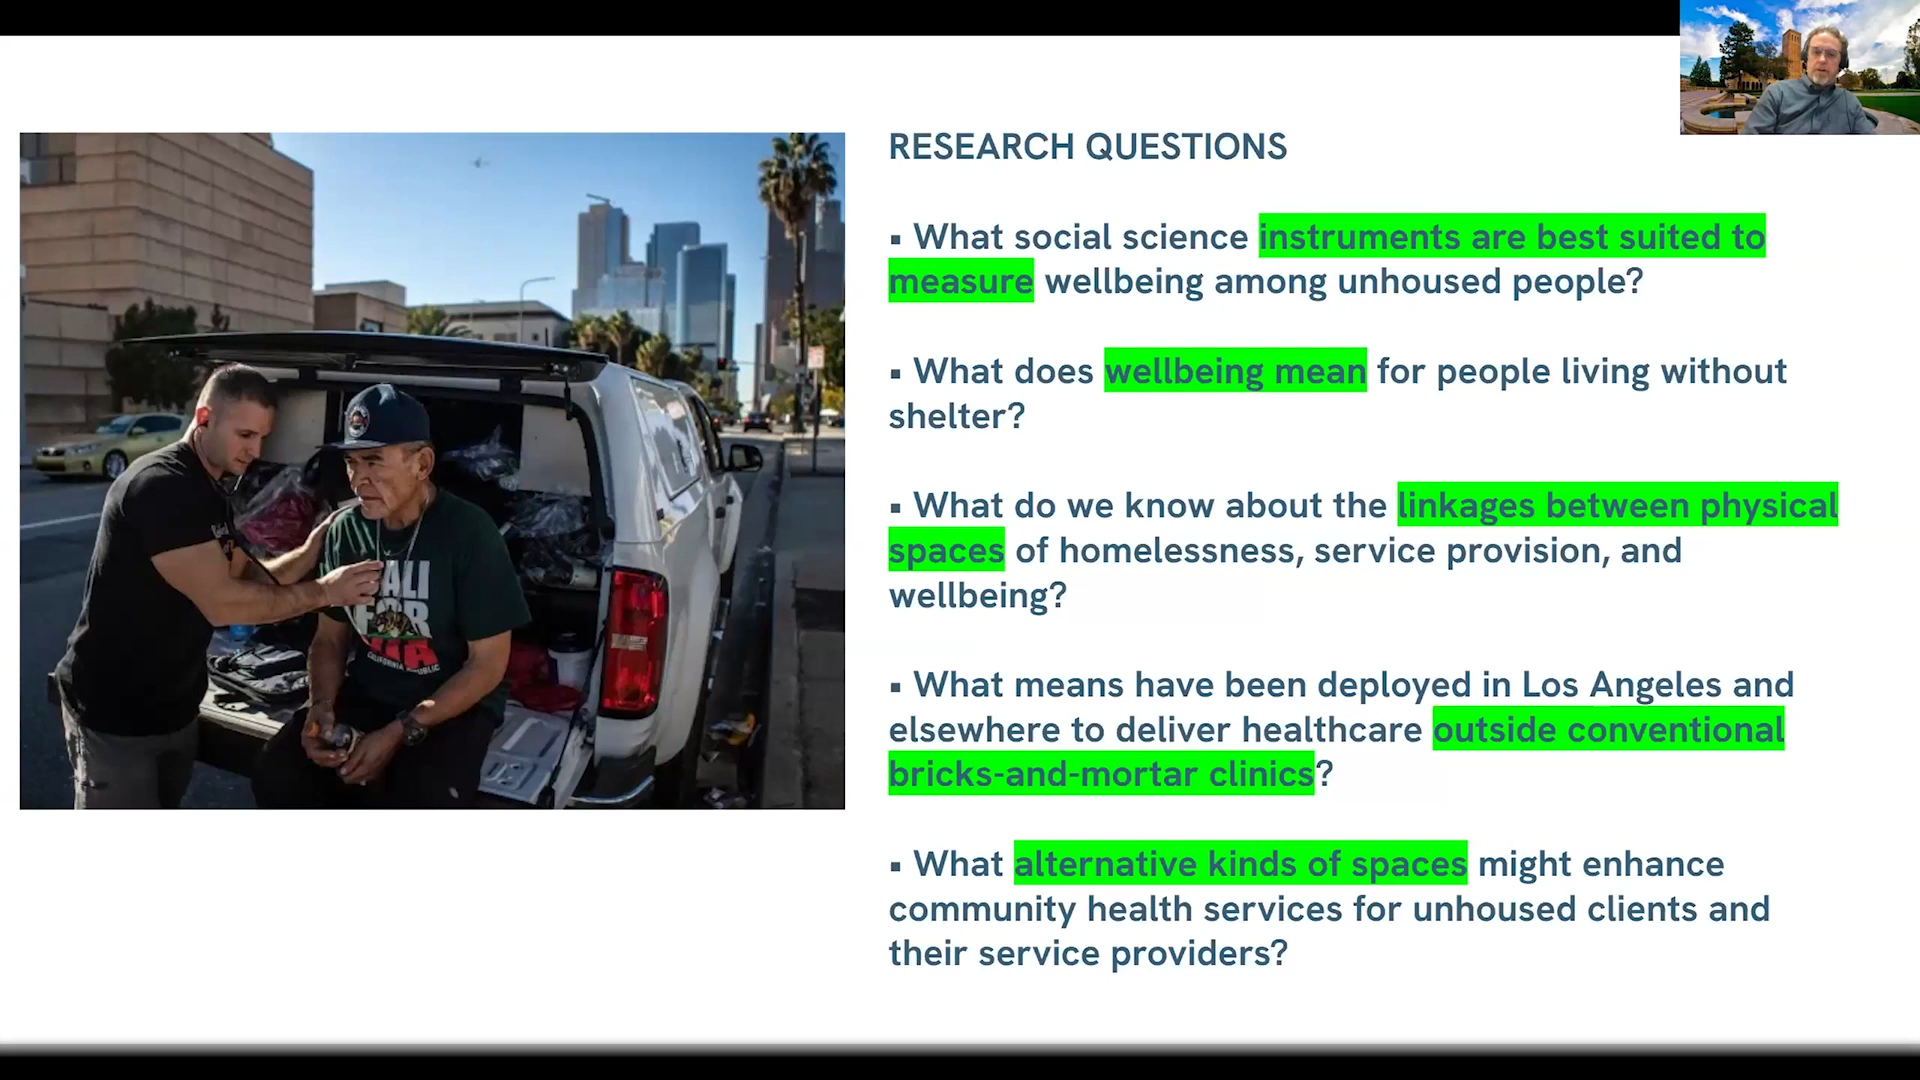 RESEARCH QUESTIONS
▪ What social science instruments are best suited to
measure wellbeing among unhoused people?
▪ What does wellbeing mean for people living without
shelter?
▪ What do we know about the linkages between physical
spaces of homelessness, service provision, and
wellbeing?
▪ What means have been deployed in Los Angeles and
elsewhere to deliver healthcare outside conventional
bricks-and-mortar clinics?
▪ What alternative kinds of spaces might enhance
community health services for unhoused clients and
their service providers?
CALI
FOR
CALIFORNIA REPUBLIC